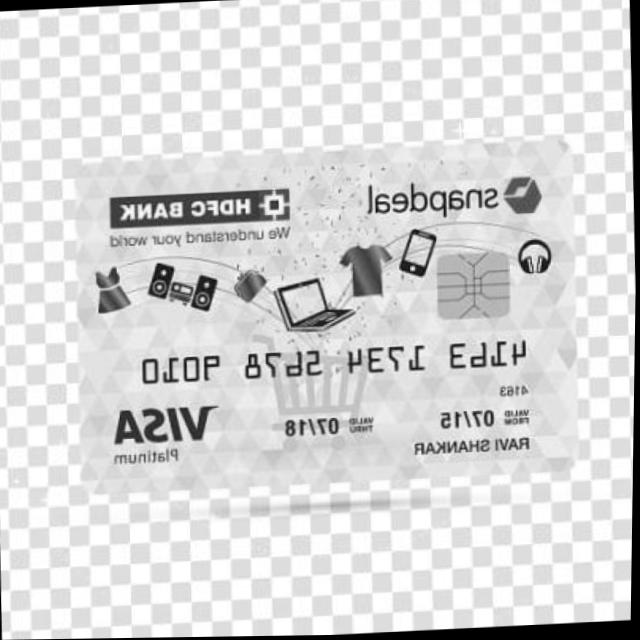 snapdeal HDFC BANK
We understand your world
4163 1734 5678 9010
4163
VALID FROM 07/15 VALID THRU 07/18 VISA
RAVI SHANKAR Platinum